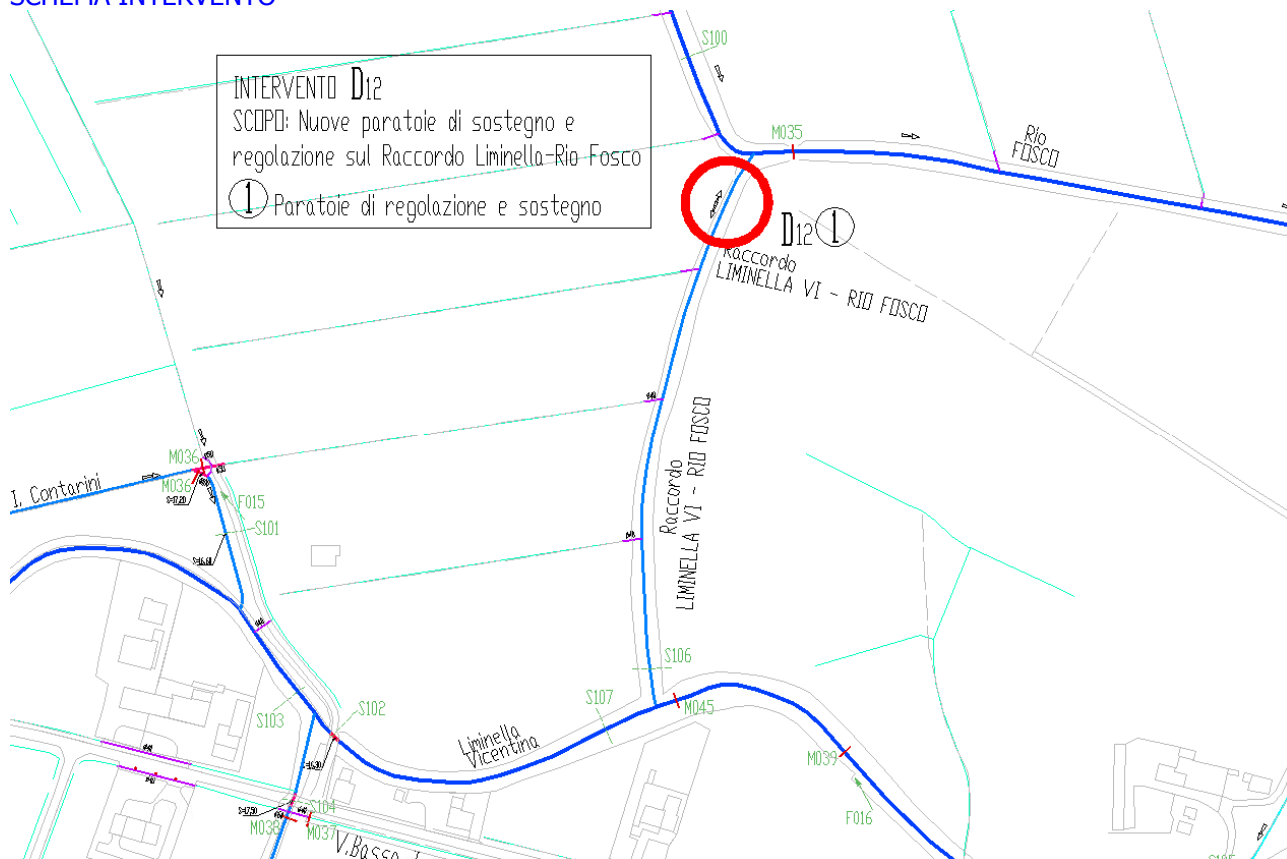 SCHEMA INTERVENTO
S100
INTERVENTO D12
SCOPO: Nuove paratoie di sostegno e
regolazione sul Raccordo Liminella-Rio Fosco
1 Paratoie di regolazione e sostegno
M035
Rio
FOSCO
D12 1
Raccordo
LIMINELLA VI - RIO FOSCO
Raccordo
LIMINELLA VI - RIO FOSCO
M036
M036
I. Contarini
F015
S101
S106
S107
M045
S103
S102
Liminella
Vicentina
M039
F016
S104
M038
M037
V.Basse
S105